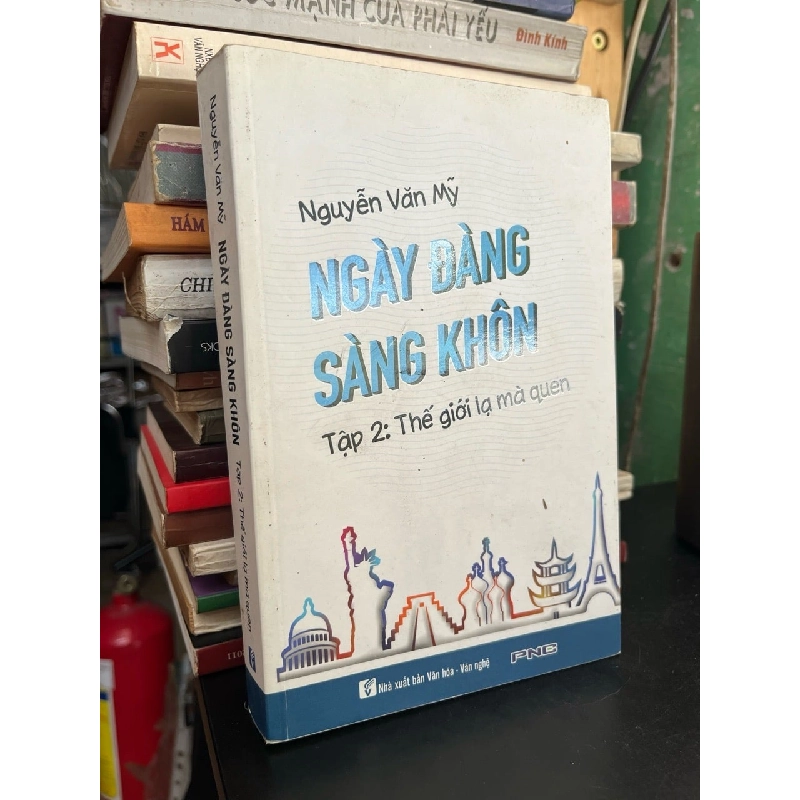 MẠNH CỦA PHÁI YẾU
Đình Kính
HÁM
CHI
Nguyễn Văn Mỹ NGÀY ĐÀNG SÀNG KHÔN Tập 2: Thế giới lạ mà quen
Nguyễn Văn Mỹ
NGÀY ĐÀNG
SÀNG KHÔN
Tập 2: Thế giới lạ mà quen
Nhà xuất bản Văn hóa - Văn nghệ
PNC